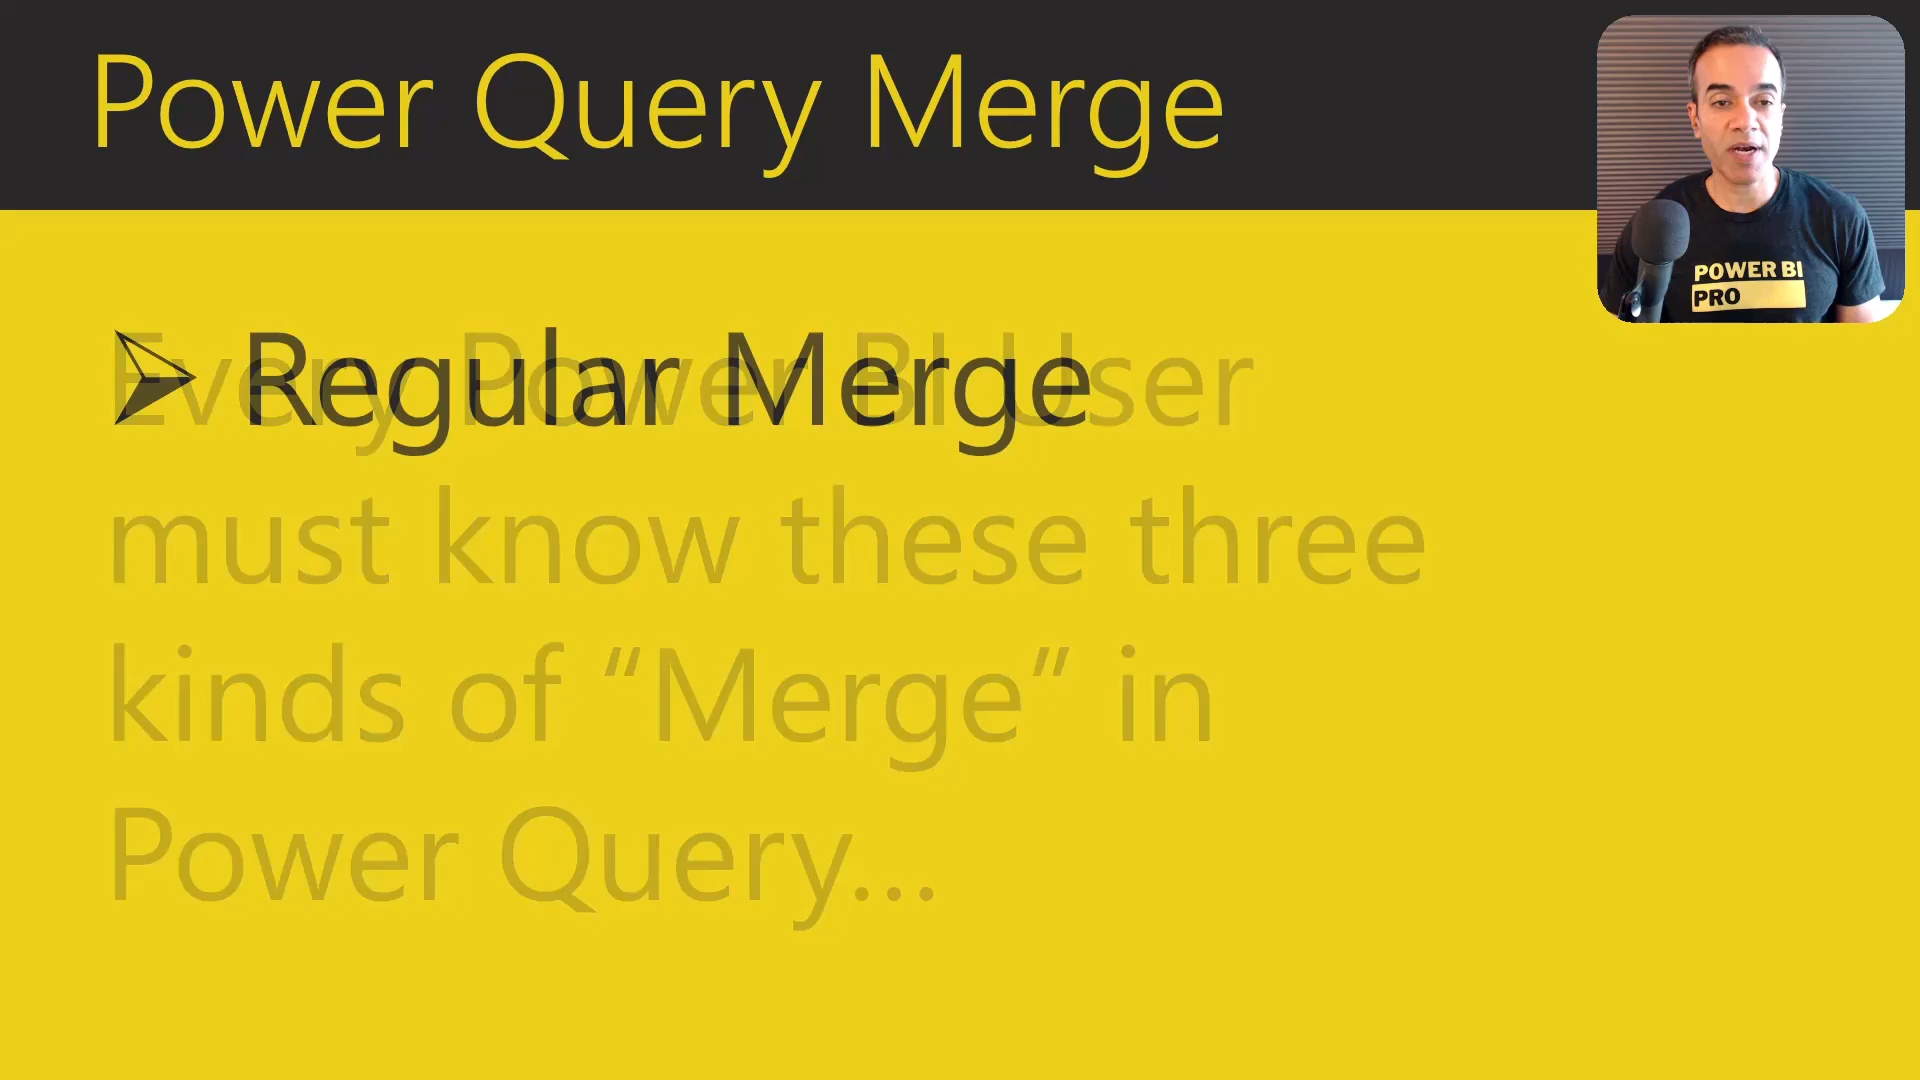 Power Query Merge
POWER BI
PRO
➢ Regular Merge
Every Power BI User
must know these three
kinds of “Merge” in
Power Query...